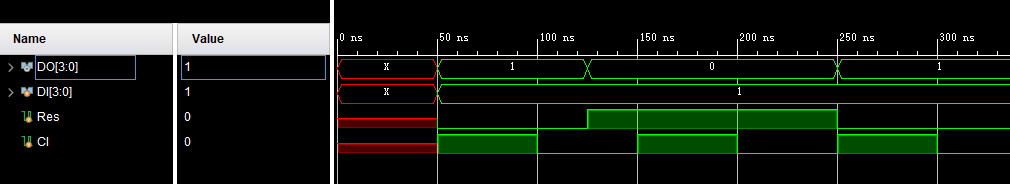 Name Value
0 ns 50 ns 100 ns 150 ns 200 ns 250 ns 300 ns
DO[3:0] 1 X 1 0 1
DI[3:0] 1 X 1
Res 0
Cl 0